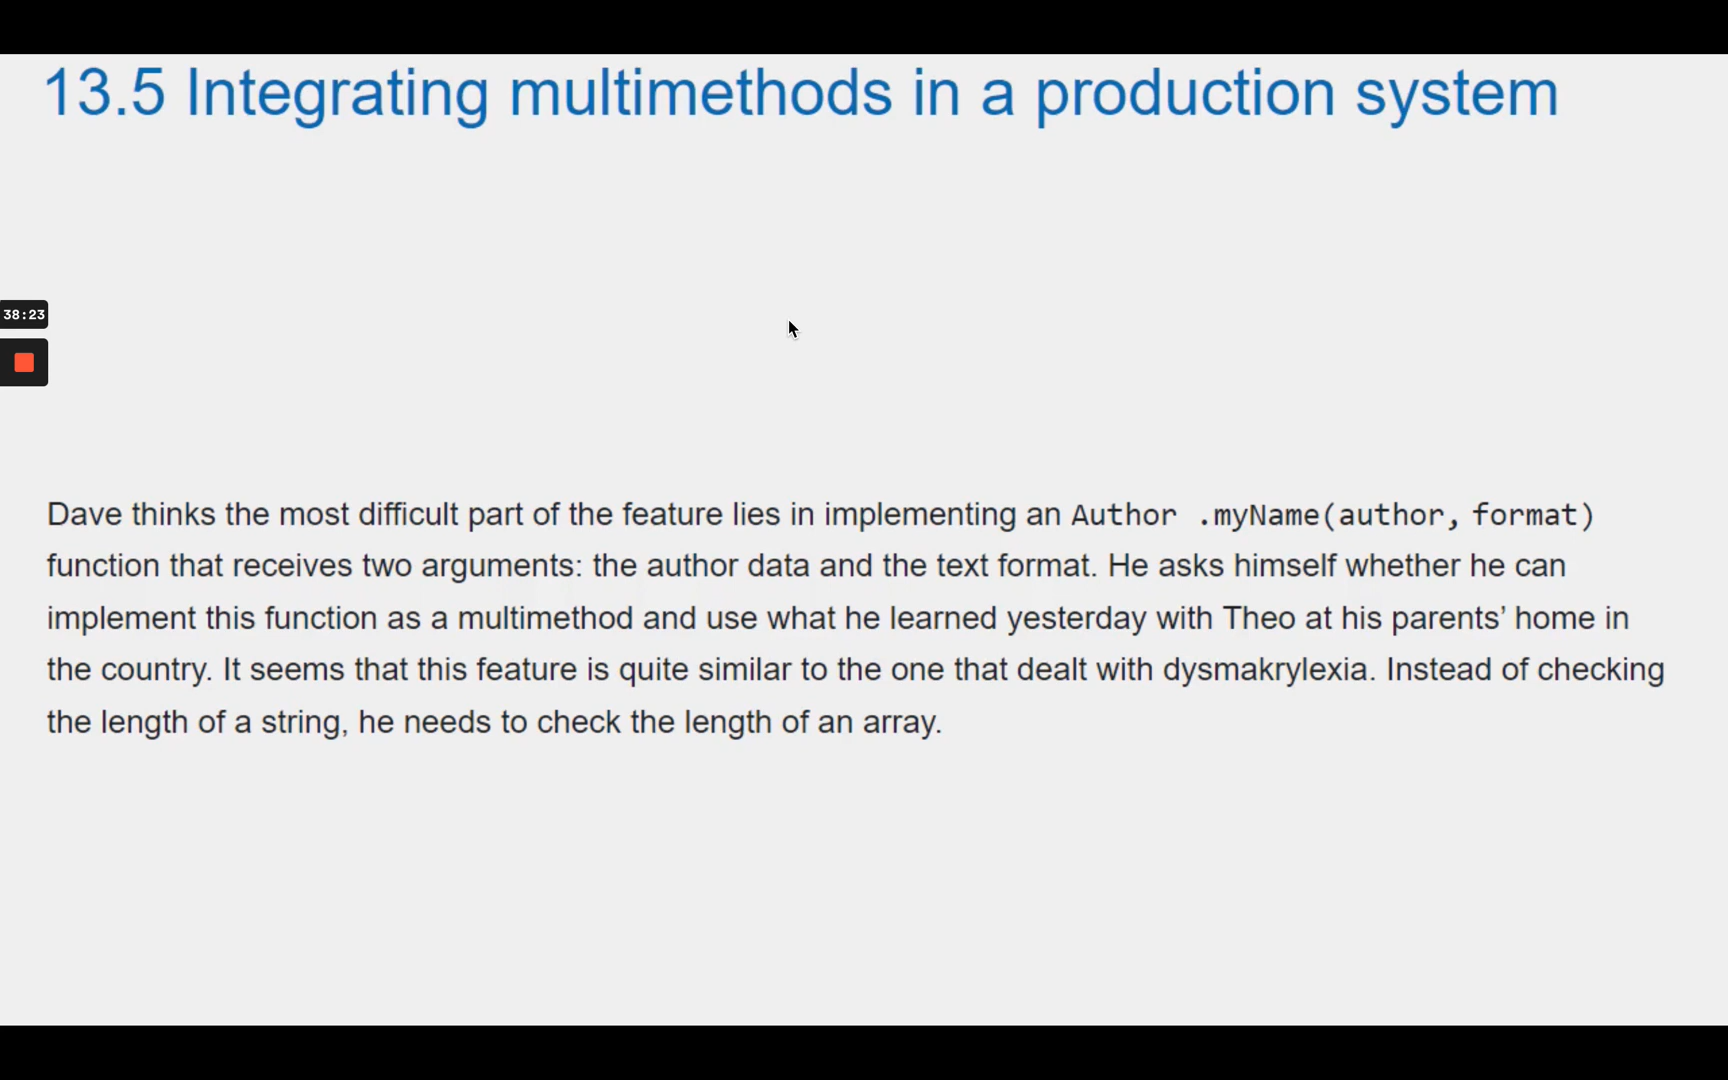 13.5 Integrating multimethods in a production system
38:23
Dave thinks the most difficult part of the feature lies in implementing an Author .myName(author, format)
function that receives two arguments: the author data and the text format. He asks himself whether he can
implement this function as a multimethod and use what he learned yesterday with Theo at his parents’ home in
the country. It seems that this feature is quite similar to the one that dealt with dysmakrylexia. Instead of checking
the length of a string, he needs to check the length of an array.